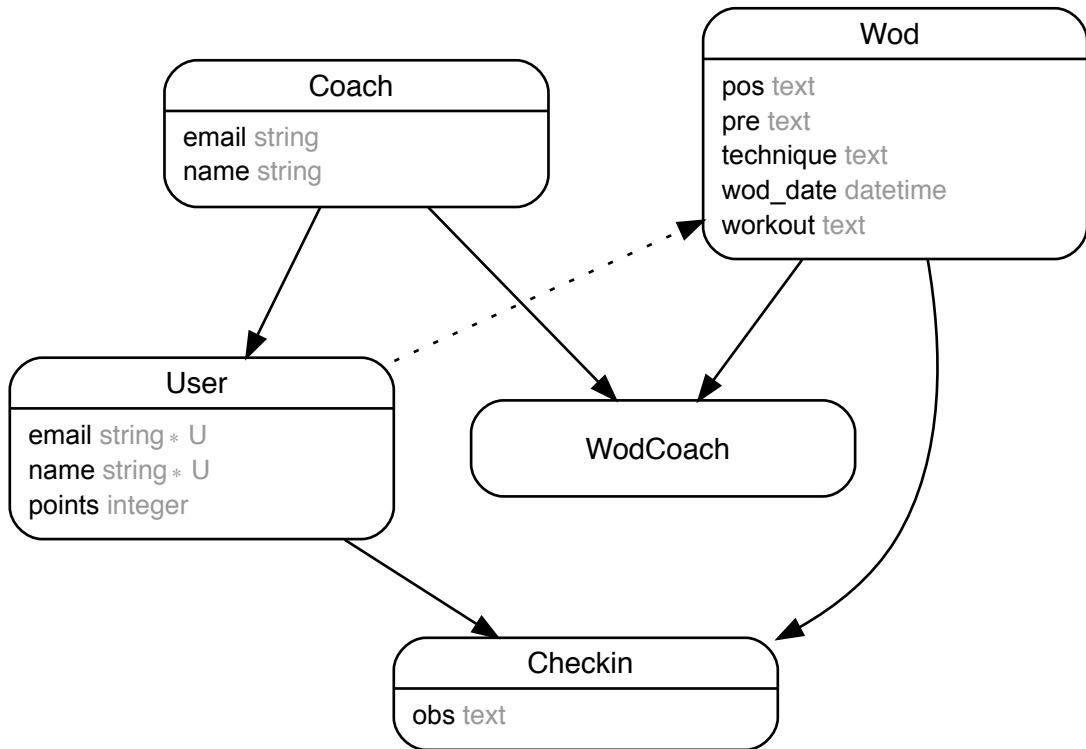 Coach
email string
name string
Wod
pos text
pre text
technique text
wod_date datetime
workout text
User
email string∗ U
name string∗ U
points integer
WodCoach
Checkin
obs text